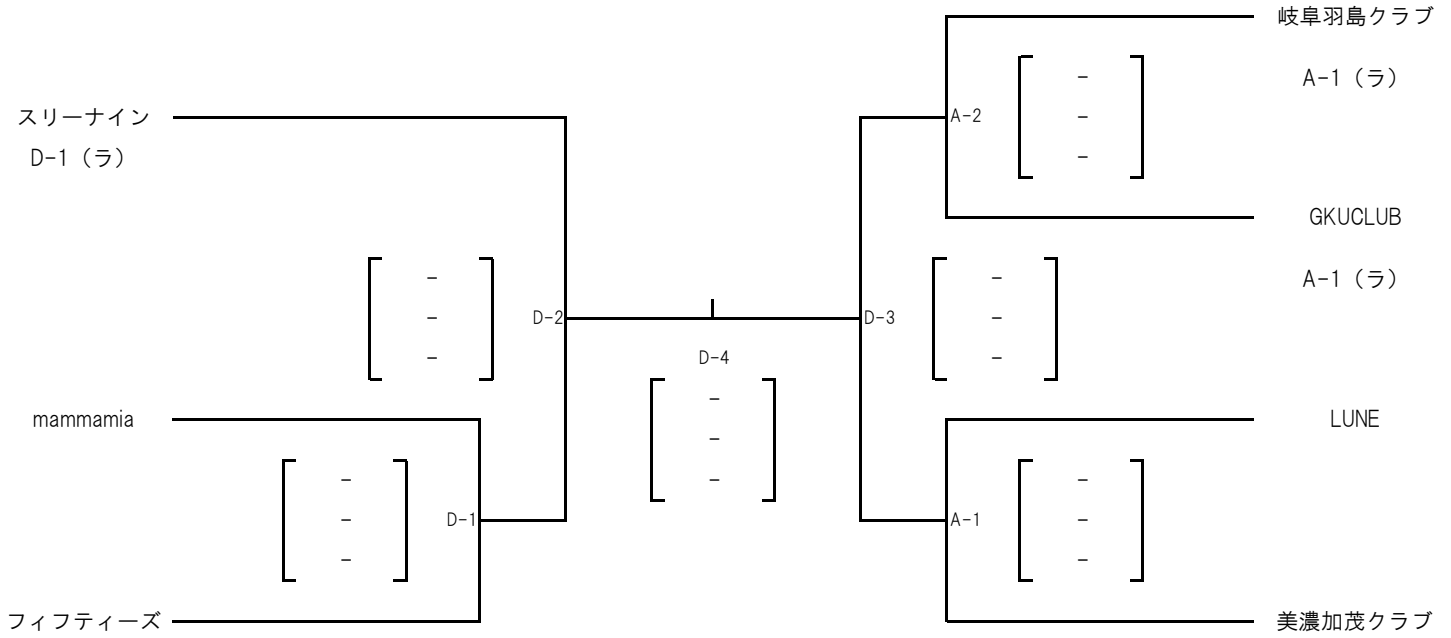 岐阜羽島クラブ
-
A-1（ラ）
スリーナイン
A-2
-
D-1（ラ）
-
GKUCLUB
-
-
A-1（ラ）
D-2
-
D-3
-
-
D-4
-
-
mammamia
-
LUNE
-
-
-
-
D-1
-
A-1
-
-
-
フィフティーズ
美濃加茂クラブ